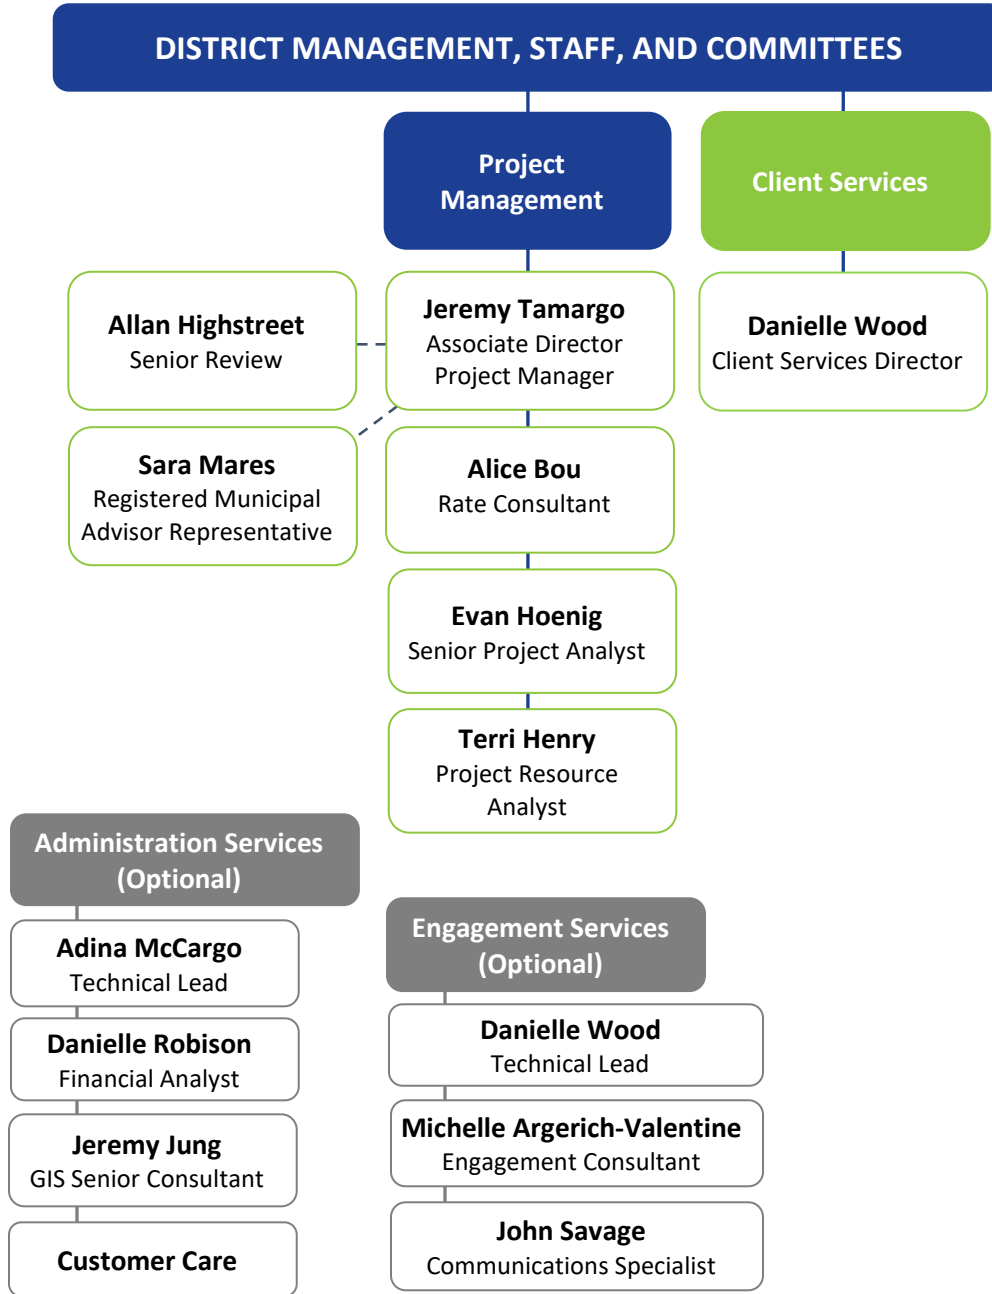 DISTRICT MANAGEMENT, STAFF, AND COMMITTEES
Project
Management
Client Services
Allan Highstreet
Senior Review
Jeremy Tamargo
Associate Director
Project Manager
Danielle Wood
Client Services Director
Sara Mares
Registered Municipal
Advisor Representative
Alice Bou
Rate Consultant
Evan Hoenig
Senior Project Analyst
Terri Henry
Project Resource
Analyst
Administration Services
(Optional)
Adina McCargo
Technical Lead
Danielle Robison
Financial Analyst
Jeremy Jung
GIS Senior Consultant
Customer Care
Engagement Services
(Optional)
Danielle Wood
Technical Lead
Michelle Argerich-Valentine
Engagement Consultant
John Savage
Communications Specialist